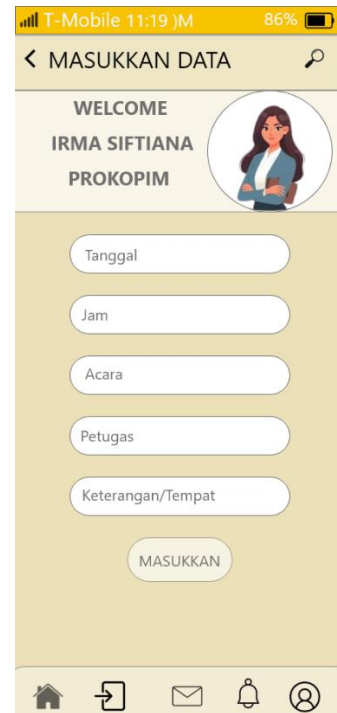 T-Mobile 11:19 )M 86%
MASUKKAN DATA
WELCOME
IRMA SIFTIANA
PROKOPIM
Tanggal
Jam
Acara
Petugas
Keterangan/Tempat
MASUKKAN